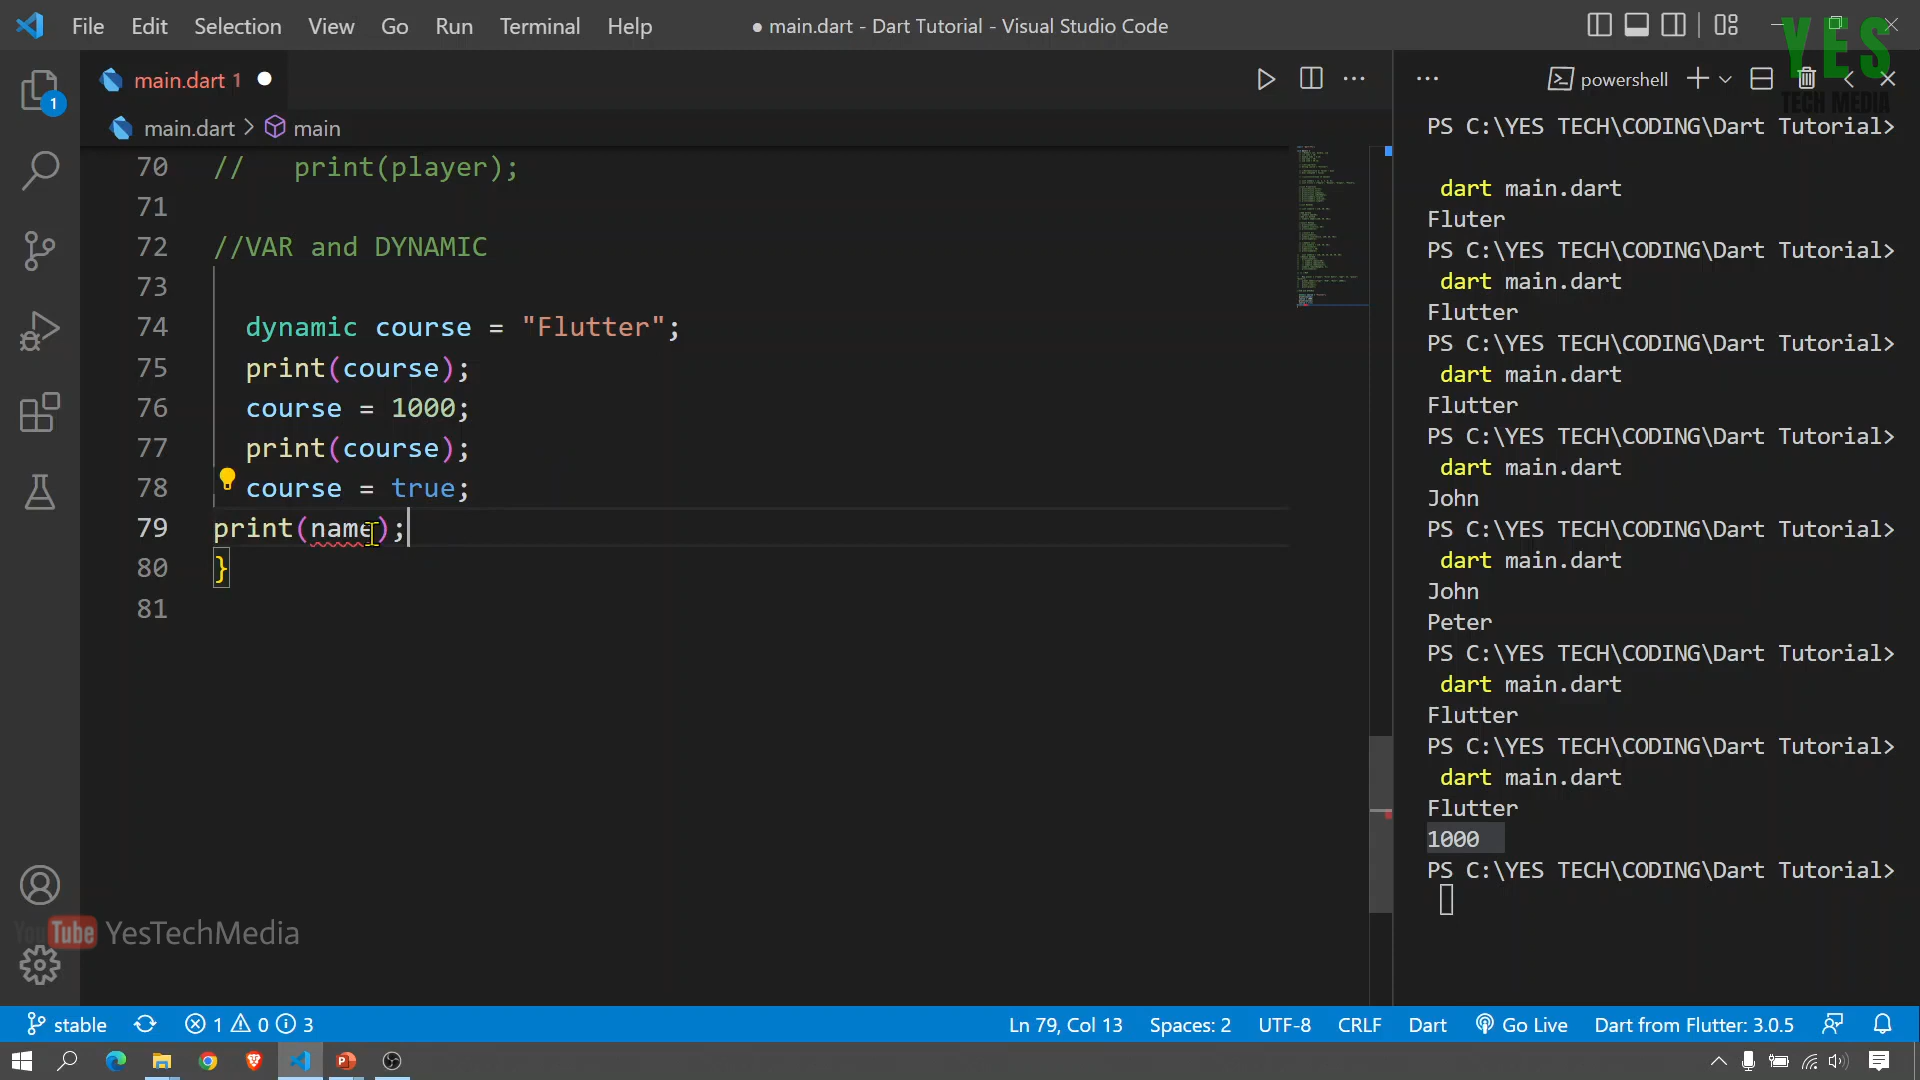 File Edit Selection View Go Run Terminal Help
● main.dart - Dart Tutorial - Visual Studio Code
YES
TECH MEDIA
main.dart 1
powershell
main.dart > main
70 //   print(player);
71
72 //VAR and DYNAMIC
73
74 dynamic course = "Flutter";
75 print(course);
76 course = 1000;
77 print(course);
78 course = true;
79 print(name);
80 }
81
PS C:\YES TECH\CODING\Dart Tutorial>
dart main.dart
Fluter
PS C:\YES TECH\CODING\Dart Tutorial>
dart main.dart
Flutter
PS C:\YES TECH\CODING\Dart Tutorial>
dart main.dart
Flutter
PS C:\YES TECH\CODING\Dart Tutorial>
dart main.dart
John
PS C:\YES TECH\CODING\Dart Tutorial>
dart main.dart
John
Peter
PS C:\YES TECH\CODING\Dart Tutorial>
dart main.dart
Flutter
PS C:\YES TECH\CODING\Dart Tutorial>
dart main.dart
Flutter
1000
PS C:\YES TECH\CODING\Dart Tutorial>
1
YouTube YesTechMedia
stable 1 0 3 Ln 79, Col 13 Spaces: 2 UTF-8 CRLF Dart Go Live Dart from Flutter: 3.0.5